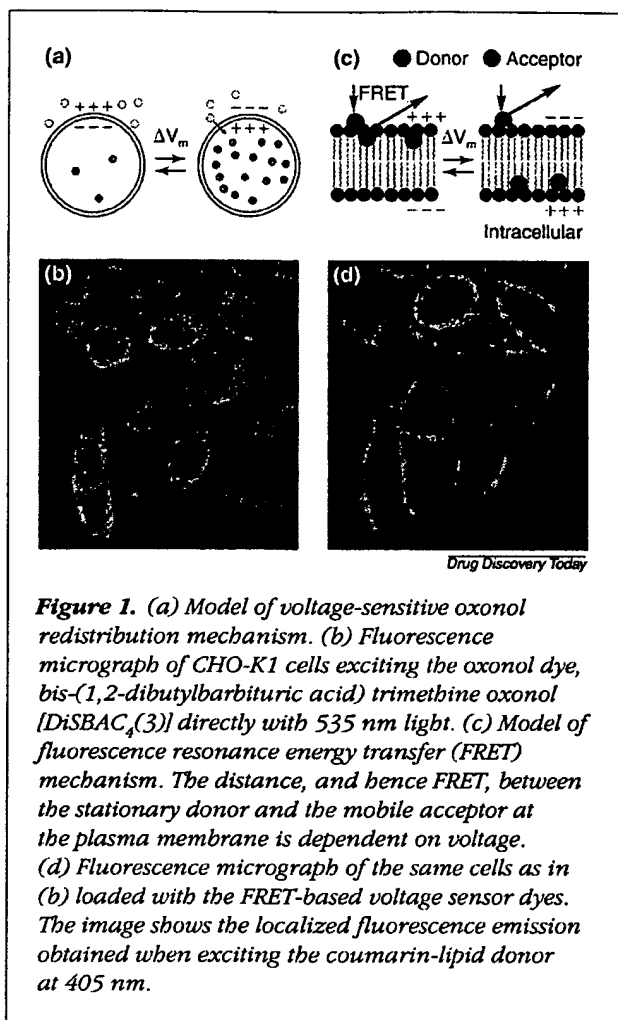 (a)
(c) Donor Acceptor
FRET
+ + +
− − −
ΔVm
− − −
+ + +
+ + +
− − −
ΔVm
− − −
+ + +
Intracellular
(b)
(d)
Drug Discovery Today
Figure 1. (a) Model of voltage-sensitive oxonol
redistribution mechanism. (b) Fluorescence
micrograph of CHO-K1 cells exciting the oxonol dye,
bis-(1,2-dibutylbarbituric acid) trimethine oxonol
[DiSBAC4(3)] directly with 535 nm light. (c) Model of
fluorescence resonance energy transfer (FRET)
mechanism. The distance, and hence FRET, between
the stationary donor and the mobile acceptor at
the plasma membrane is dependent on voltage.
(d) Fluorescence micrograph of the same cells as in
(b) loaded with the FRET-based voltage sensor dyes.
The image shows the localized fluorescence emission
obtained when exciting the coumarin-lipid donor
at 405 nm.